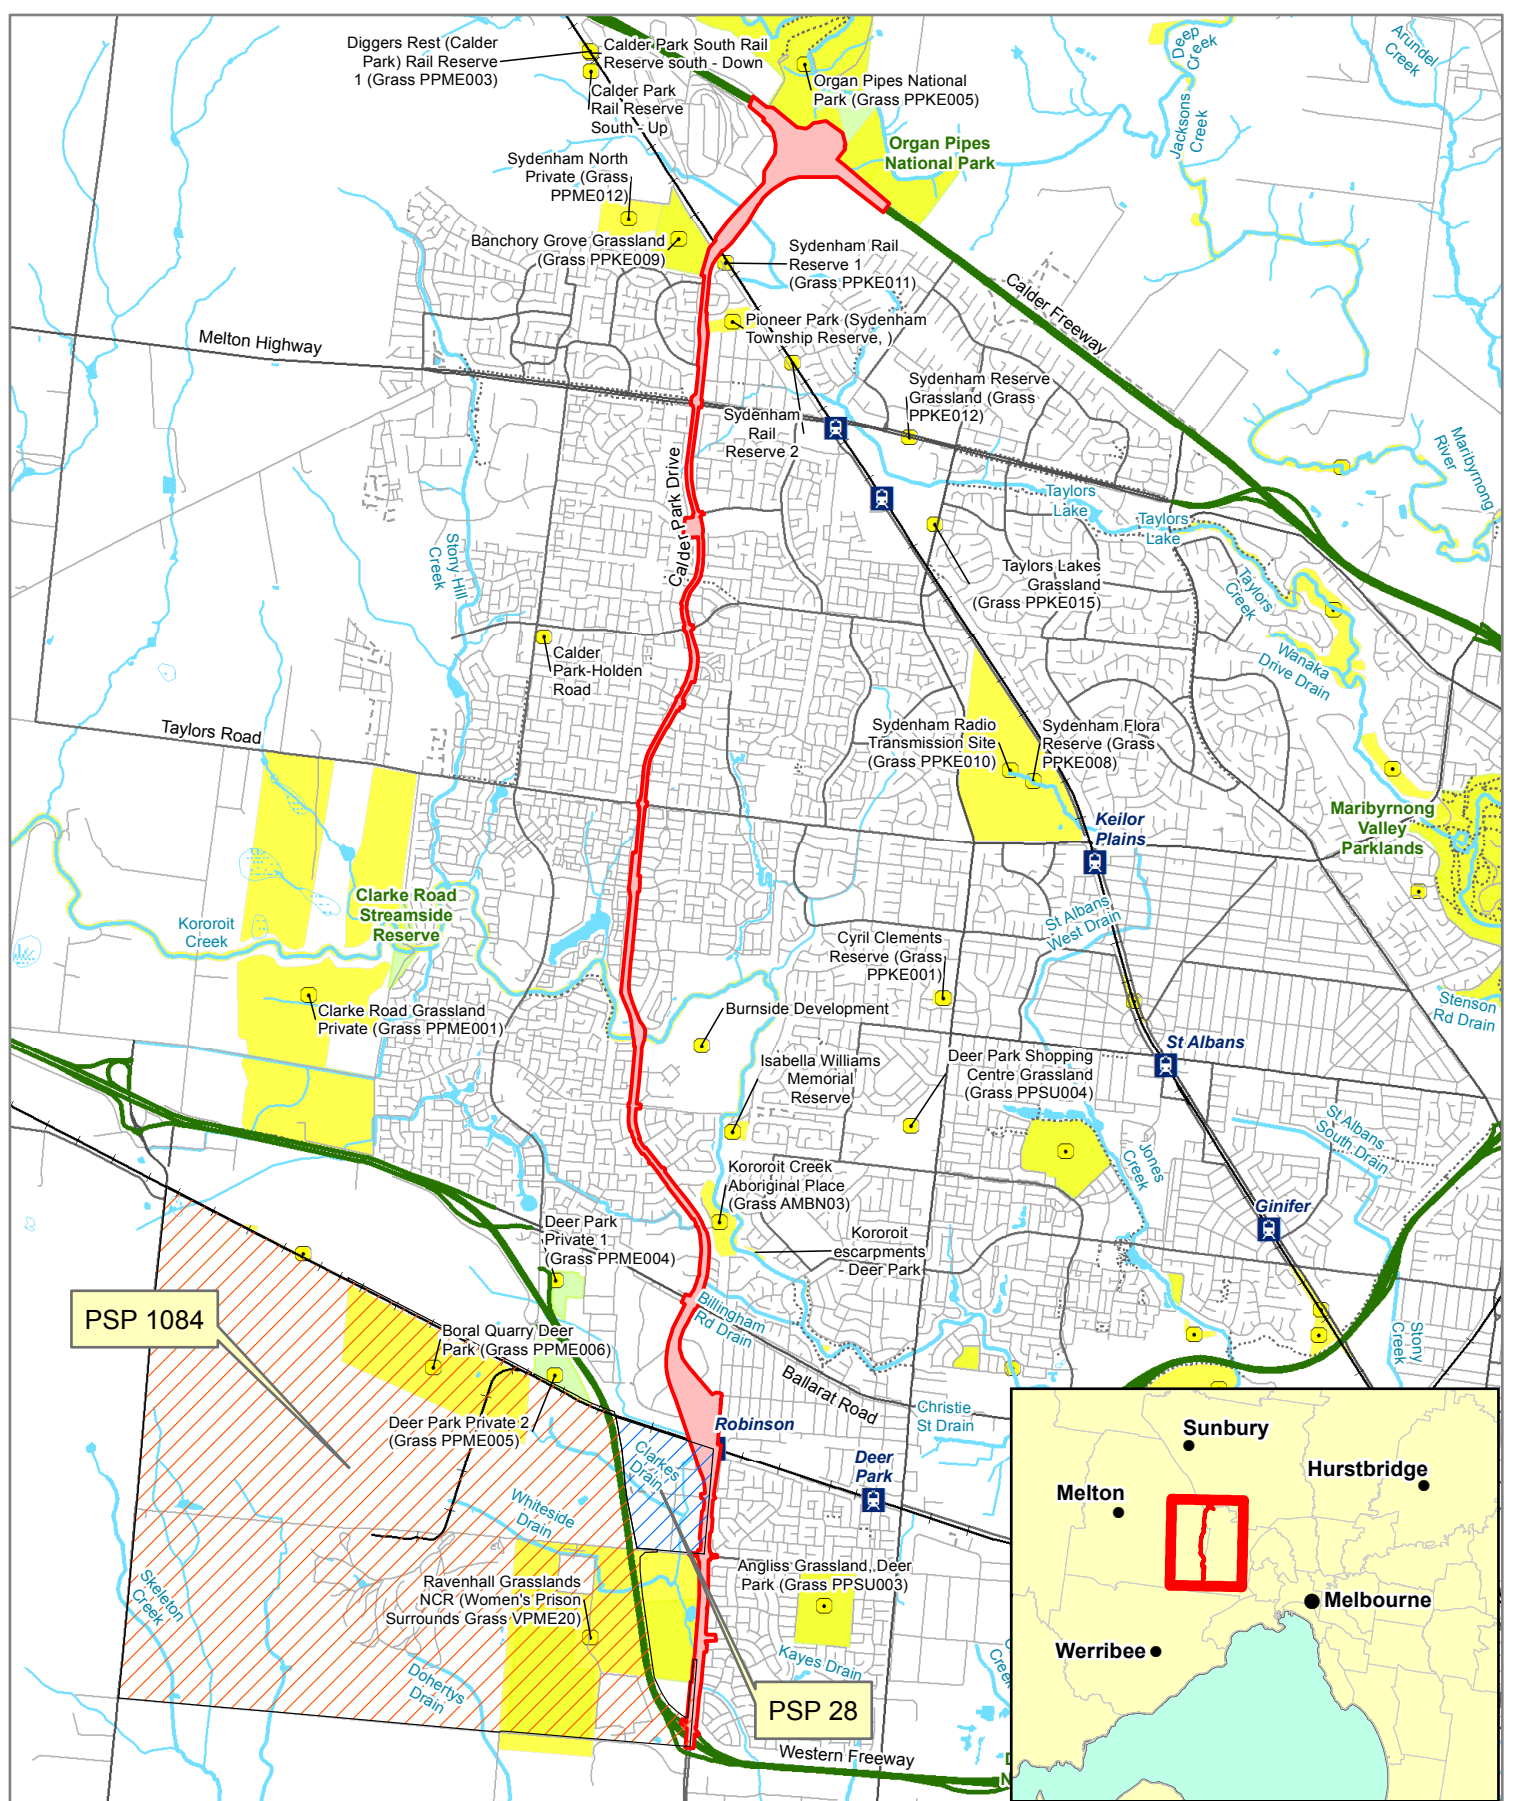 Diggers Rest (Calder
Park) Rail Reserve
1 (Grass PPME003)
Calder Park South Rail
Reserve south - Down
Calder Park
Rail Reserve
South - Up
Organ Pipes National
Park (Grass PPKE005)
Organ Pipes
National Park
Deep
Creek
Jacksons
Creek
Arundel
Creek
Sydenham North
Private (Grass
PPME012)
Banchory Grove Grassland
(Grass PPKE009)
Sydenham Rail
Reserve 1
(Grass PPKE011)
Pioneer Park (Sydenham
Township Reserve, )
Calder Freeway
Melton Highway
Sydenham Reserve
Grassland (Grass
PPKE012)
Sydenham
Rail
Reserve 2
Maribyrnong
River
Calder Park Drive
Taylors
Lake
Taylors
Lake
Stony Hill
Creek
Taylors Lakes
Grassland
(Grass PPKE015)
Taylors
Creek
Wanaka
Drive Drain
Calder
Park-Holden
Road
Taylors Road
Sydenham Radio
Transmission Site
(Grass PPKE010)
Sydenham Flora
Reserve (Grass
PPKE008)
Keilor
Plains
Maribyrnong
Valley
Parklands
Clarke Road
Streamside
Reserve
Kororoit
Creek
St Albans
West Drain
Cyril Clements
Reserve (Grass
PPKE001)
Clarke Road Grassland
Private (Grass PPME001)
Burnside Development
Stenson
Rd Drain
St Albans
Isabella Williams
Memorial
Reserve
Deer Park Shopping
Centre Grassland
(Grass PPSU004)
St Albans
South Drain
Jones
Creek
Kororoit Creek
Aboriginal Place
(Grass AMBN03)
Ginifer
Deer Park
Private 1
(Grass PPME004)
Kororoit
escarpments
- Deer Park
PSP 1084
Billingham
Rd Drain
Boral Quarry Deer
Park (Grass PPME006)
Stony
Creek
Ballarat Road
Deer Park Private 2
(Grass PPME005)
Christie
St Drain
Robinson
Clarkes
Drain
Deer
Park
Whiteside
Drain
Skeleton
Creek
Ravenhall Grasslands
NCR (Women's Prison
Surrounds Grass VPME20)
Angliss Grassland, Deer
Park (Grass PPSU003)
Kayes Drain
Dohertys
Drain
PSP 28
Western Freeway
Sunbury
Hurstbridge
Melton
Melbourne
Werribee